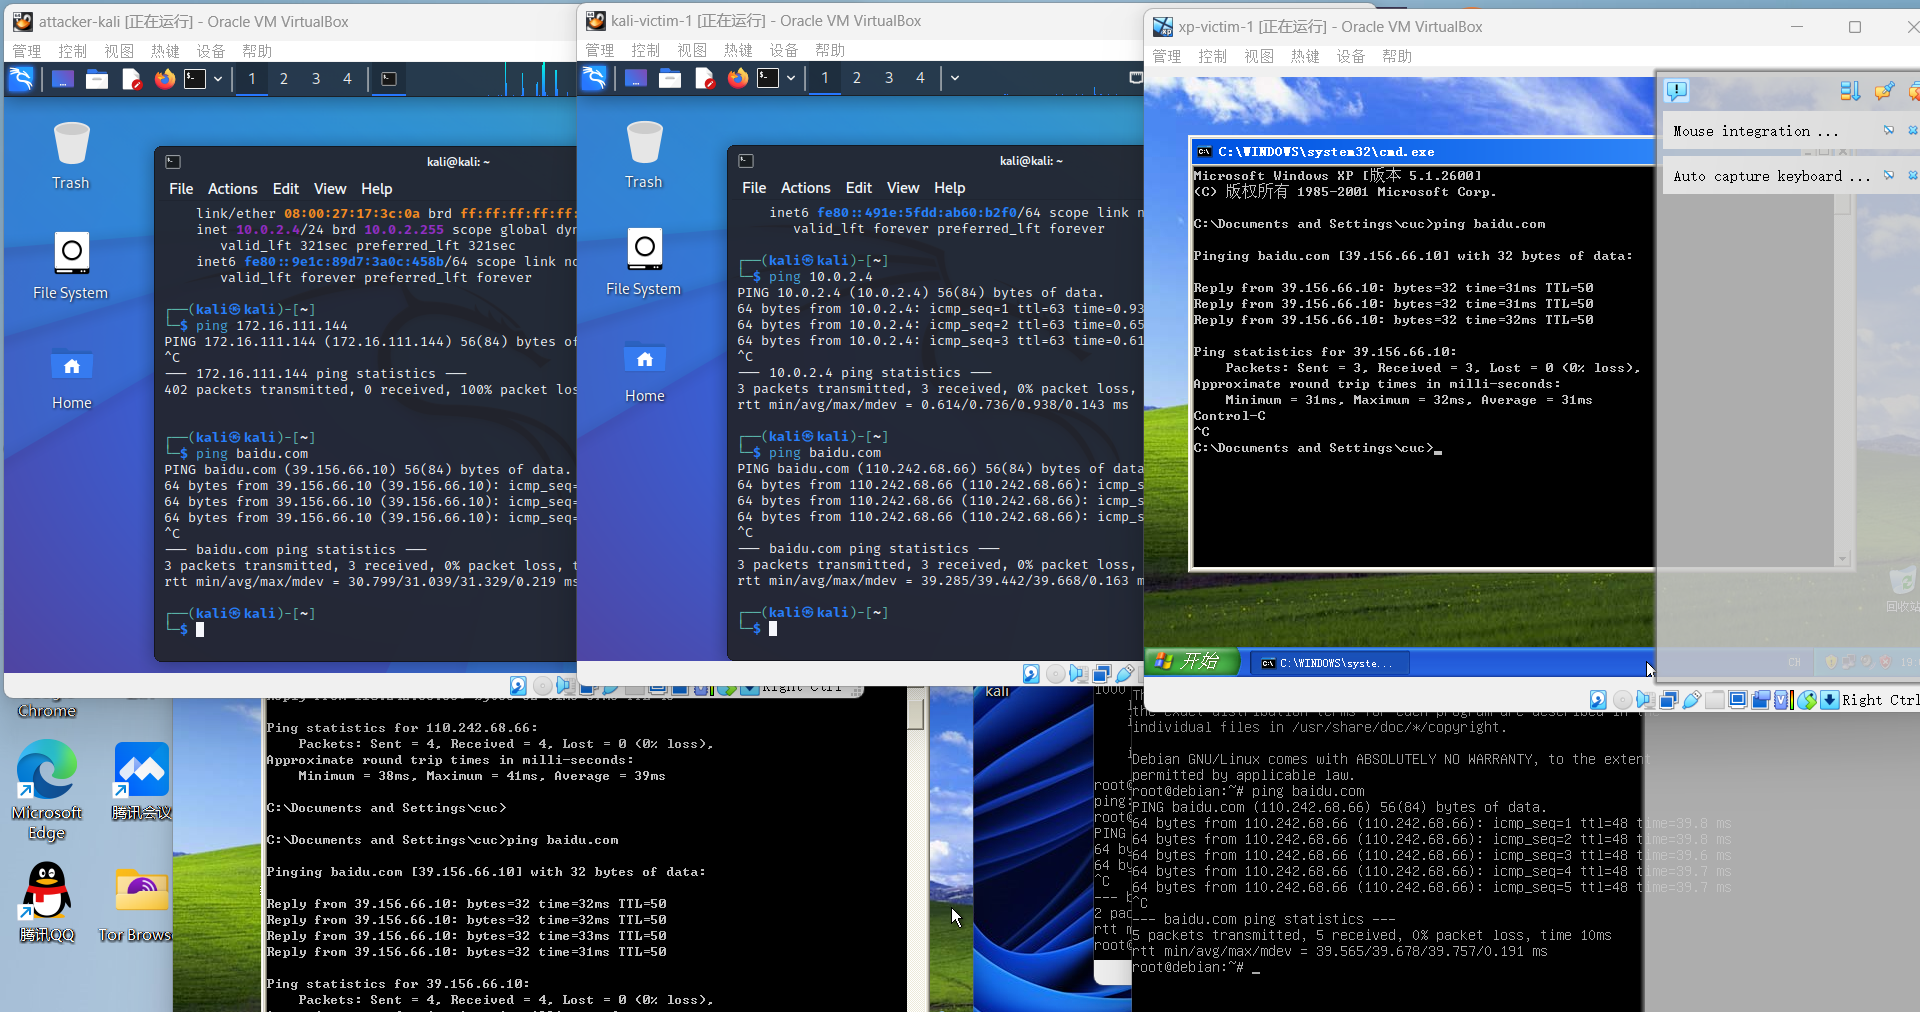 attacker-kali [正在运行] - Oracle VM VirtualBox
管理 控制 视图 热键 设备 帮助
1 2 3 4
Trash
File System
Home
kali@kali: ~
File Actions Edit View Help
link/ether 08:00:27:17:3c:0a brd ff:ff:ff:ff:ff:
inet 10.0.2.4/24 brd 10.0.2.255 scope global dyn
valid_lft 321sec preferred_lft 321sec
inet6 fe80::9e1c:89d7:3a0c:458b/64 scope link no
valid_lft forever preferred_lft forever
┌──(kali㉿kali)-[~]
└─$ ping 172.16.111.144
PING 172.16.111.144 (172.16.111.144) 56(84) bytes of
^C
--- 172.16.111.144 ping statistics ---
402 packets transmitted, 0 received, 100% packet los
┌──(kali㉿kali)-[~]
└─$ ping baidu.com
PING baidu.com (39.156.66.10) 56(84) bytes of data.
64 bytes from 39.156.66.10 (39.156.66.10): icmp_seq=
64 bytes from 39.156.66.10 (39.156.66.10): icmp_seq=
64 bytes from 39.156.66.10 (39.156.66.10): icmp_seq=
^C
--- baidu.com ping statistics ---
3 packets transmitted, 3 received, 0% packet loss, t
rtt min/avg/max/mdev = 30.799/31.039/31.329/0.219 ms
┌──(kali㉿kali)-[~]
└─$
Right Ctrl
kali-victim-1 [正在运行] - Oracle VM VirtualBox
管理 控制 视图 热键 设备 帮助
1 2 3 4
Trash
File System
Home
kali@kali: ~
File Actions Edit View Help
inet6 fe80::491e:5fdd:ab60:b2f0/64 scope link n
valid_lft forever preferred_lft forever
┌──(kali㉿kali)-[~]
└─$ ping 10.0.2.4
PING 10.0.2.4 (10.0.2.4) 56(84) bytes of data.
64 bytes from 10.0.2.4: icmp_seq=1 ttl=63 time=0.93
64 bytes from 10.0.2.4: icmp_seq=2 ttl=63 time=0.65
64 bytes from 10.0.2.4: icmp_seq=3 ttl=63 time=0.61
^C
--- 10.0.2.4 ping statistics ---
3 packets transmitted, 3 received, 0% packet loss,
rtt min/avg/max/mdev = 0.614/0.736/0.938/0.143 ms
┌──(kali㉿kali)-[~]
└─$ ping baidu.com
PING baidu.com (110.242.68.66) 56(84) bytes of data
64 bytes from 110.242.68.66 (110.242.68.66): icmp_s
64 bytes from 110.242.68.66 (110.242.68.66): icmp_s
64 bytes from 110.242.68.66 (110.242.68.66): icmp_s
^C
--- baidu.com ping statistics ---
3 packets transmitted, 3 received, 0% packet loss,
rtt min/avg/max/mdev = 39.285/39.442/39.668/0.163 m
┌──(kali㉿kali)-[~]
└─$
xp-victim-1 [正在运行] - Oracle VM VirtualBox
管理 控制 视图 热键 设备 帮助
C:\WINDOWS\system32\cmd.exe
Microsoft Windows XP [版本 5.1.2600]
(C) 版权所有 1985-2001 Microsoft Corp.
C:\Documents and Settings\cuc>ping baidu.com
Pinging baidu.com [39.156.66.10] with 32 bytes of data:
Reply from 39.156.66.10: bytes=32 time=31ms TTL=50
Reply from 39.156.66.10: bytes=32 time=31ms TTL=50
Reply from 39.156.66.10: bytes=32 time=32ms TTL=50
Ping statistics for 39.156.66.10:
Packets: Sent = 3, Received = 3, Lost = 0 (0% loss),
Approximate round trip times in milli-seconds:
Minimum = 31ms, Maximum = 32ms, Average = 31ms
Control-C
^C
C:\Documents and Settings\cuc>
Mouse integration ...
Auto capture keyboard ...
回收站
开始
C:\WINDOWS\syste...
CH
Right Ctrl
Chrome
Microsoft Edge
腾讯会议
腾讯QQ
Tor Brows
Ping statistics for 110.242.68.66:
Packets: Sent = 4, Received = 4, Lost = 0 (0% loss),
Approximate round trip times in milli-seconds:
Minimum = 38ms, Maximum = 41ms, Average = 39ms
C:\Documents and Settings\cuc>
C:\Documents and Settings\cuc>ping baidu.com
Pinging baidu.com [39.156.66.10] with 32 bytes of data:
Reply from 39.156.66.10: bytes=32 time=32ms TTL=50
Reply from 39.156.66.10: bytes=32 time=32ms TTL=50
Reply from 39.156.66.10: bytes=32 time=33ms TTL=50
Reply from 39.156.66.10: bytes=32 time=31ms TTL=50
Ping statistics for 39.156.66.10:
Packets: Sent = 4, Received = 4, Lost = 0 (0% loss),
kali
1000
root@
ping:
root@
PING
64 by
64 by
^C
--- b
2 pac
rtt m
root@
the exact distribution terms for each program are described in the
individual files in /usr/share/doc/*/copyright.
Debian GNU/Linux comes with ABSOLUTELY NO WARRANTY, to the extent
permitted by applicable law.
root@debian:~# ping baidu.com
PING baidu.com (110.242.68.66) 56(84) bytes of data.
64 bytes from 110.242.68.66 (110.242.68.66): icmp_seq=1 ttl=48 time=39.8 ms
64 bytes from 110.242.68.66 (110.242.68.66): icmp_seq=2 ttl=48 time=39.8 ms
64 bytes from 110.242.68.66 (110.242.68.66): icmp_seq=3 ttl=48 time=39.6 ms
64 bytes from 110.242.68.66 (110.242.68.66): icmp_seq=4 ttl=48 time=39.7 ms
64 bytes from 110.242.68.66 (110.242.68.66): icmp_seq=5 ttl=48 time=39.7 ms
^C
--- baidu.com ping statistics ---
5 packets transmitted, 5 received, 0% packet loss, time 10ms
rtt min/avg/max/mdev = 39.565/39.678/39.757/0.191 ms
root@debian:~# _